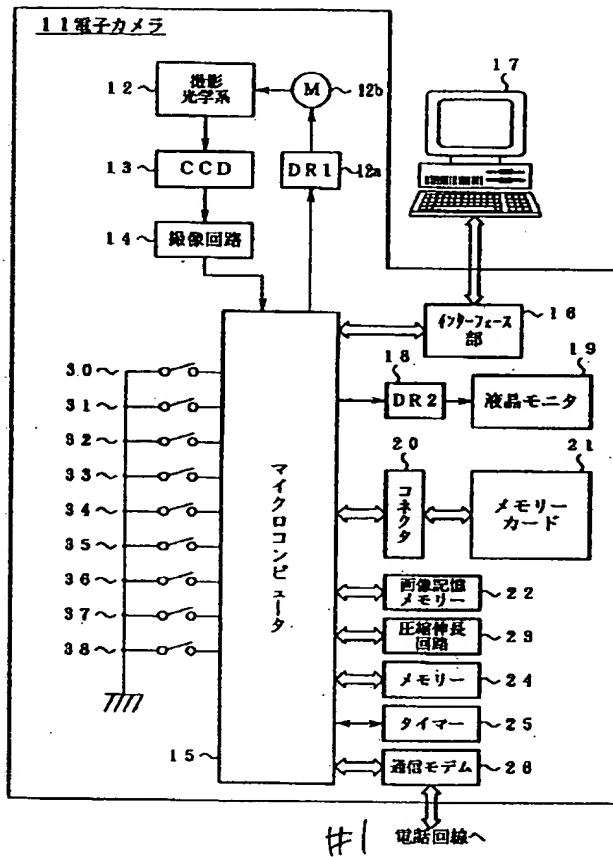 11電子カメラ
17
12 撮影
光学系
M 12b
13 CCD
DR1 12a
14 撮像回路
インターフェース
部
16
18
19
DR2
液晶モニタ
30
31
32
33
34
35
36
37
38
マイクロコンピュータ
15
20
21
コネクタ
メモリー
カード
画像記憶
メモリー
22
圧縮伸長
回路
23
メモリー 24
タイマー 25
通信モデム 26
#1 電話回線へ